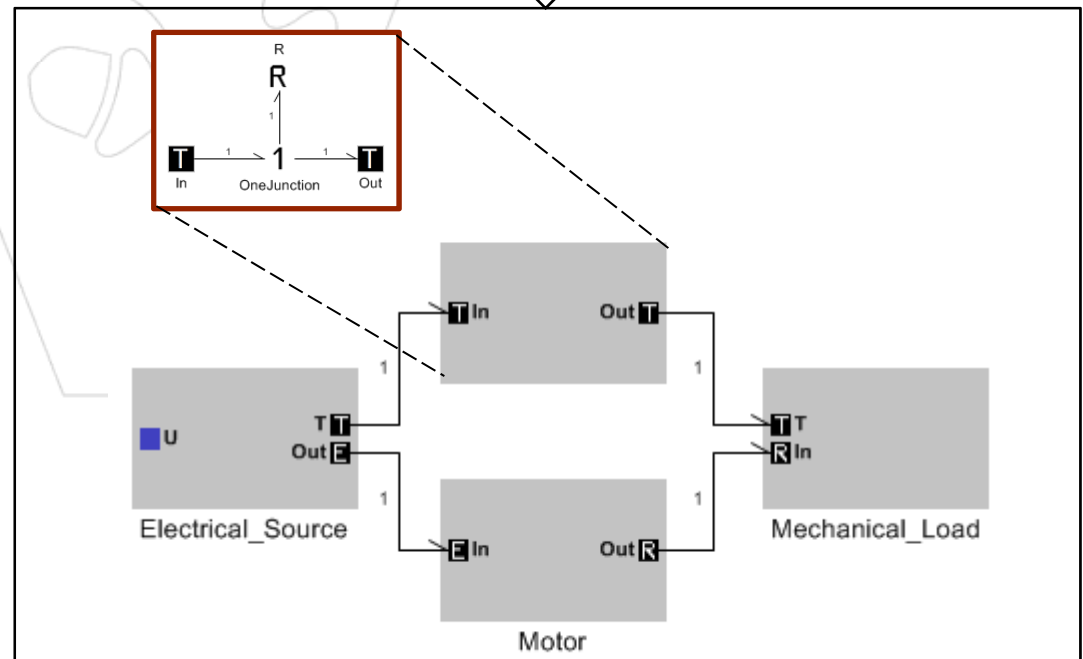 R
R
1
T 1 1 1 T
In OneJunction Out
T In Out T
1 1
U T T
Out E
T T
R In
1 1
Electrical_Source
Mechanical_Load
E In Out R
Motor